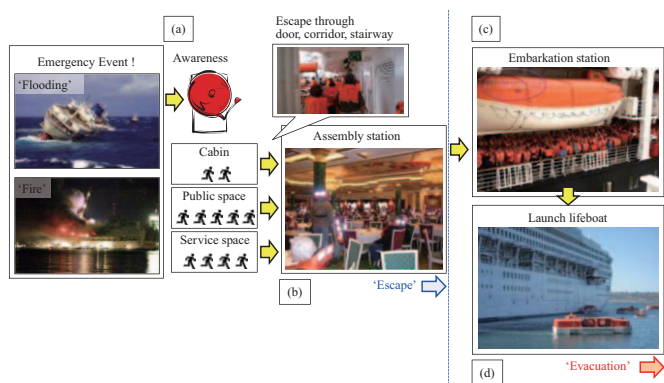 (a)
Emergency Event !
'Flooding'
'Fire'
Awareness
Cabin
Public space
Service space
Escape through
door, corridor, stairway
Assembly station
(b)
'Escape'
(c)
Embarkation station
Launch lifeboat
(d)
'Evacuation'